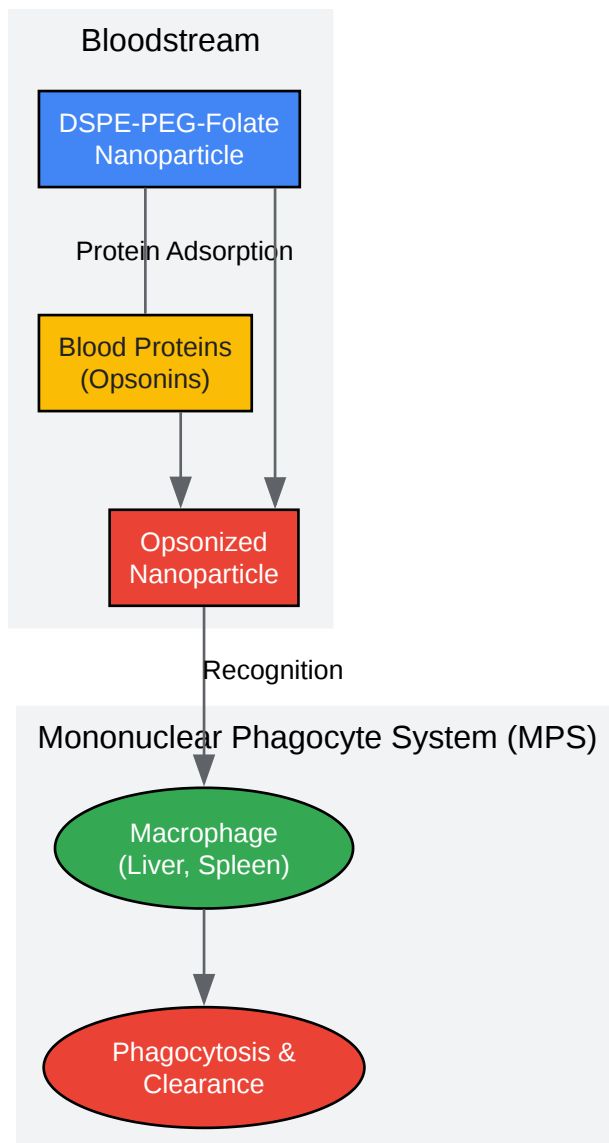 Bloodstream
DSPE-PEG-Folate
Nanoparticle
Protein Adsorption
Blood Proteins
(Opsonins)
Opsonized
Nanoparticle
Recognition
Mononuclear Phagocyte System (MPS)
Macrophage
(Liver, Spleen)
Phagocytosis &
Clearance